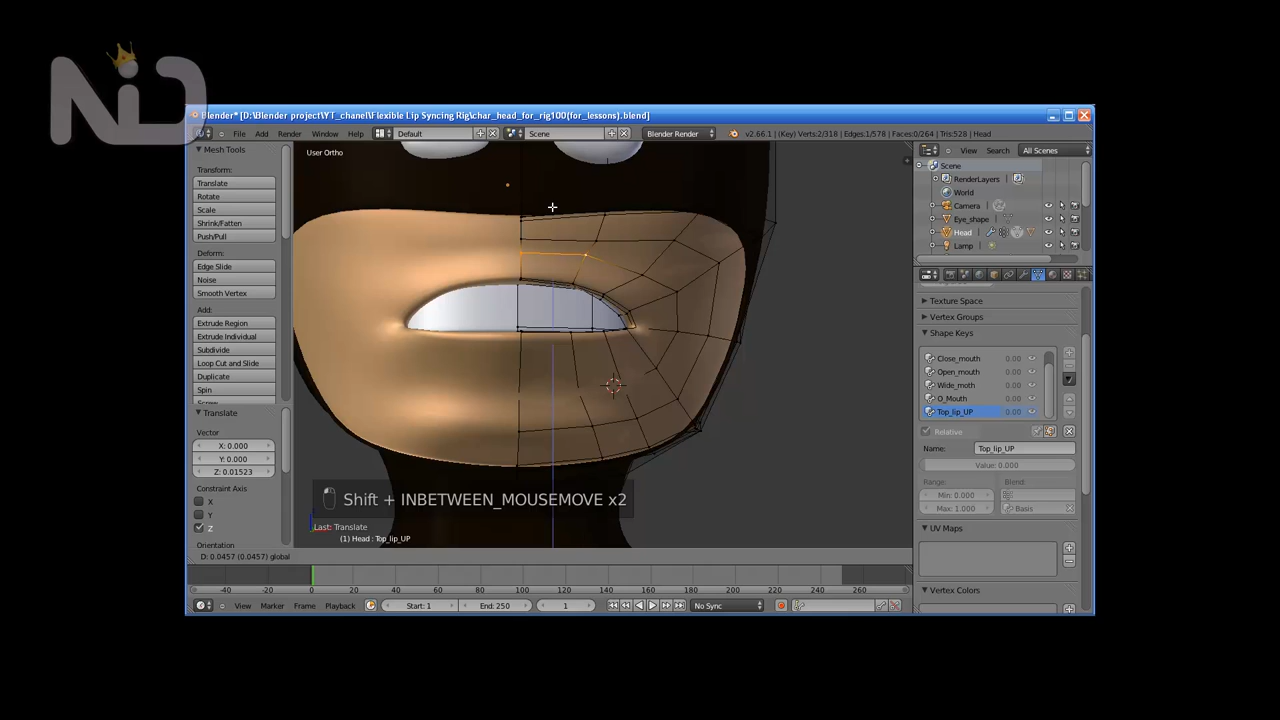 NiD
Blender* [D:\Blender project\YT_chanel\Flexible Lip Syncing Rig\char_head_for_rig100(for_lessons).blend]
File Add Render Window Help Default Scene Blender Render v2.66.1 | (Key) Verts:2/318 | Edges:1/578 | Faces:0/264 | Tris:528 | Head
Mesh Tools
Transform:
Translate
Rotate
Scale
Shrink/Fatten
Push/Pull
Deform:
Edge Slide
Noise
Smooth Vertex
Add:
Extrude Region
Extrude Individual
Subdivide
Loop Cut and Slide
Duplicate
Spin
Translate
Vector
X: 0.000
Y: 0.000
Z: 0.01523
Constraint Axis
X
Y
Z
Orientation
User Ortho
Shift + INBETWEEN_MOUSEMOVE x2
Last: Translate
(1) Head : Top_lip_UP
D: 0.0457 (0.0457) global
View Search All Scenes
Scene
RenderLayers
World
Camera
Eye_shape
Head
Lamp
Texture Space
Vertex Groups
Shape Keys
Close_mouth 0.00
Open_mouth 0.00
Wide_moth 0.00
O_Mouth 0.00
Top_lip_UP 0.00
Relative
Name: Top_lip_UP
Value: 0.000
Range: Blend:
Min: 0.000
Max: 1.000 Basis
UV Maps
Vertex Colors
-40 -20 0 20 40 60 80 100 120 140 160 180 200 220 240 260
View Marker Frame Playback Start: 1 End: 250 1 No Sync